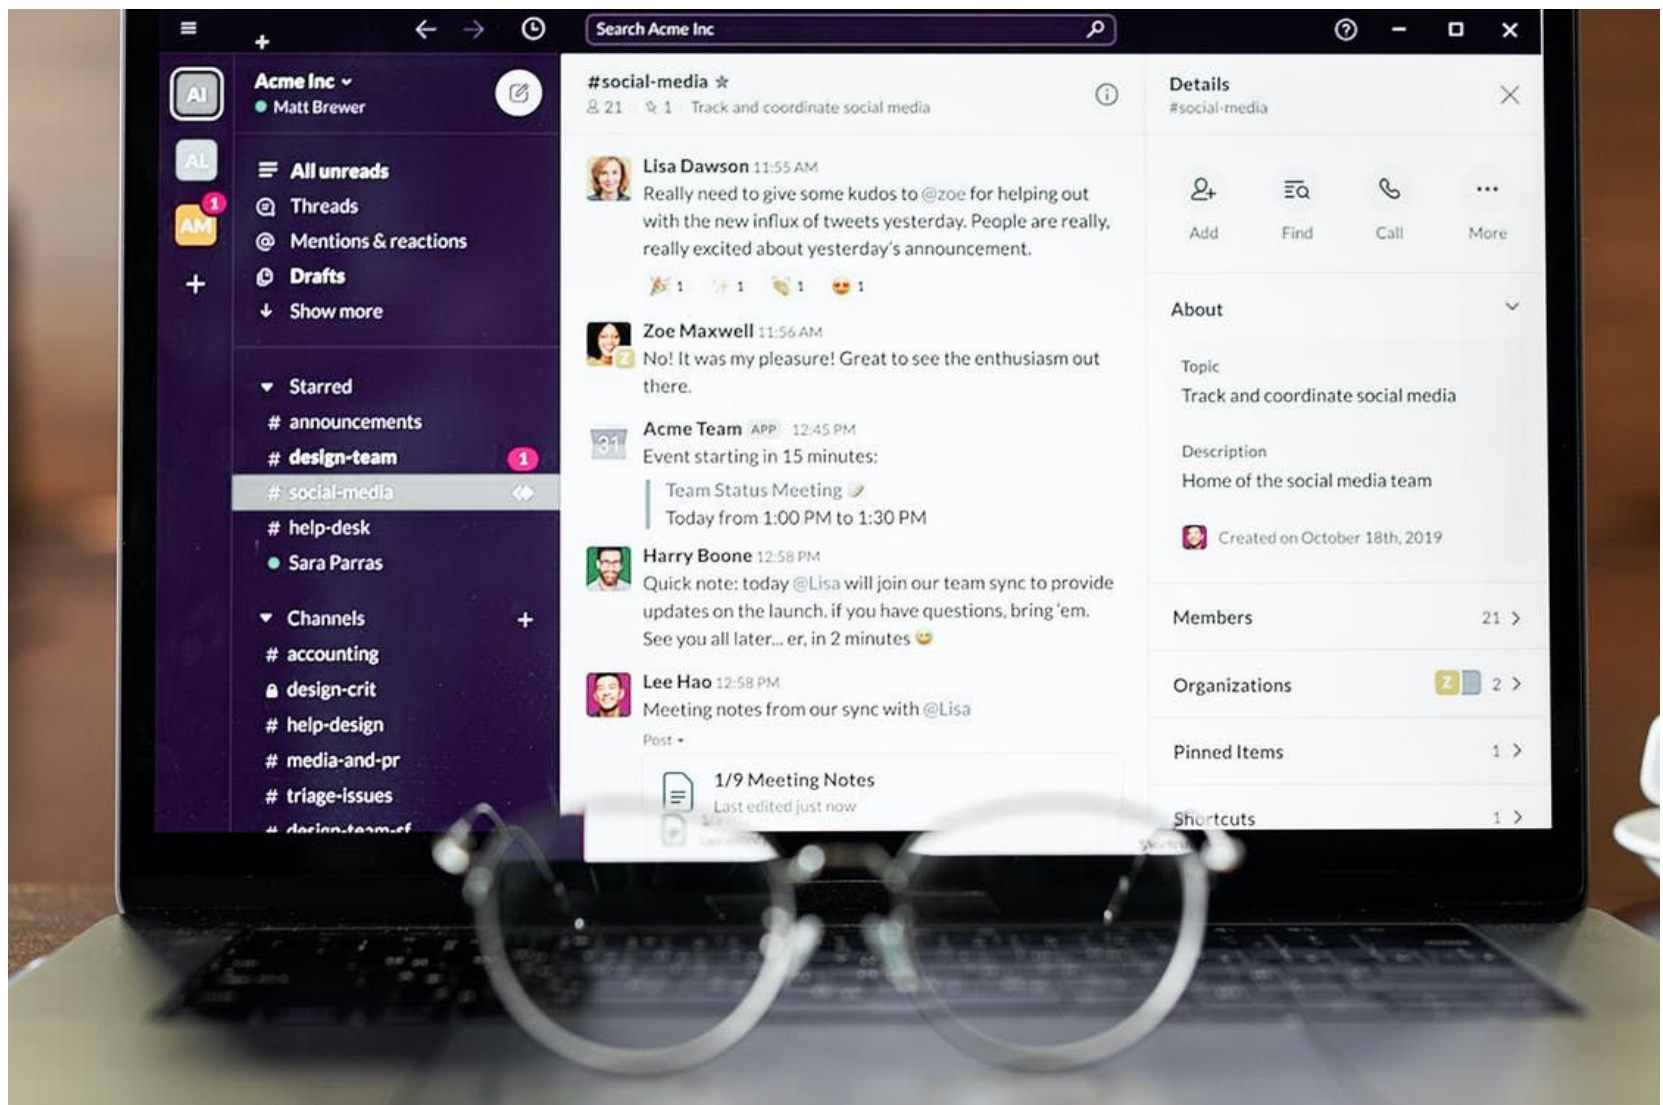 Search Acme Inc
AI
AL
1
AM
Acme Inc
Matt Brewer
All unreads
Threads
Mentions & reactions
Drafts
Show more
Starred
# announcements
# design-team 1
# social-media
# help-desk
Sara Parras
Channels +
# accounting
design-crit
# help-design
# media-and-pr
# triage-issues
# design-team-sf
#social-media
21 1 Track and coordinate social media
Lisa Dawson 11:55 AM
Really need to give some kudos to @zoe for helping out
with the new influx of tweets yesterday. People are really,
really excited about yesterday's announcement.
1 1 1 1
Zoe Maxwell 11:56 AM
Z
No! It was my pleasure! Great to see the enthusiasm out
there.
31
Acme Team APP 12:45 PM
Event starting in 15 minutes:
Team Status Meeting
Today from 1:00 PM to 1:30 PM
Harry Boone 12:58 PM
Quick note: today @Lisa will join our team sync to provide
updates on the launch. if you have questions, bring 'em.
See you all later... er, in 2 minutes
Lee Hao 12:58 PM
Meeting notes from our sync with @Lisa
Post
1/9 Meeting Notes
Last edited just now
Details
#social-media
Add Find Call More
About
Topic
Track and coordinate social media
Description
Home of the social media team
Created on October 18th, 2019
Members 21
Organizations Z 2
Pinned Items 1
Shortcuts 1